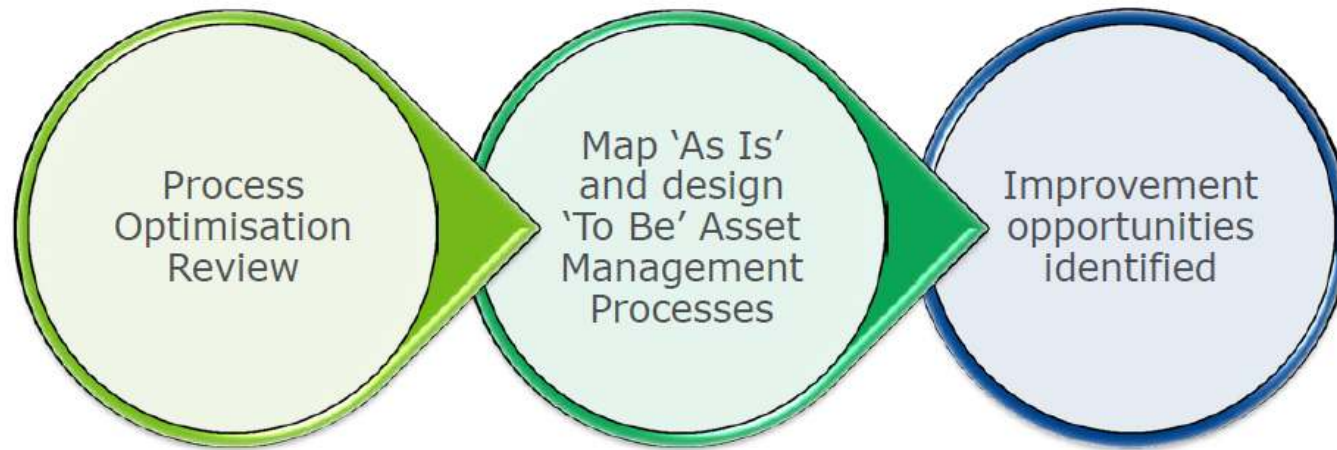 Process
Optimisation
Review
Map ‘As Is’
and design
‘To Be’ Asset
Management
Processes
Improvement
opportunities
identified